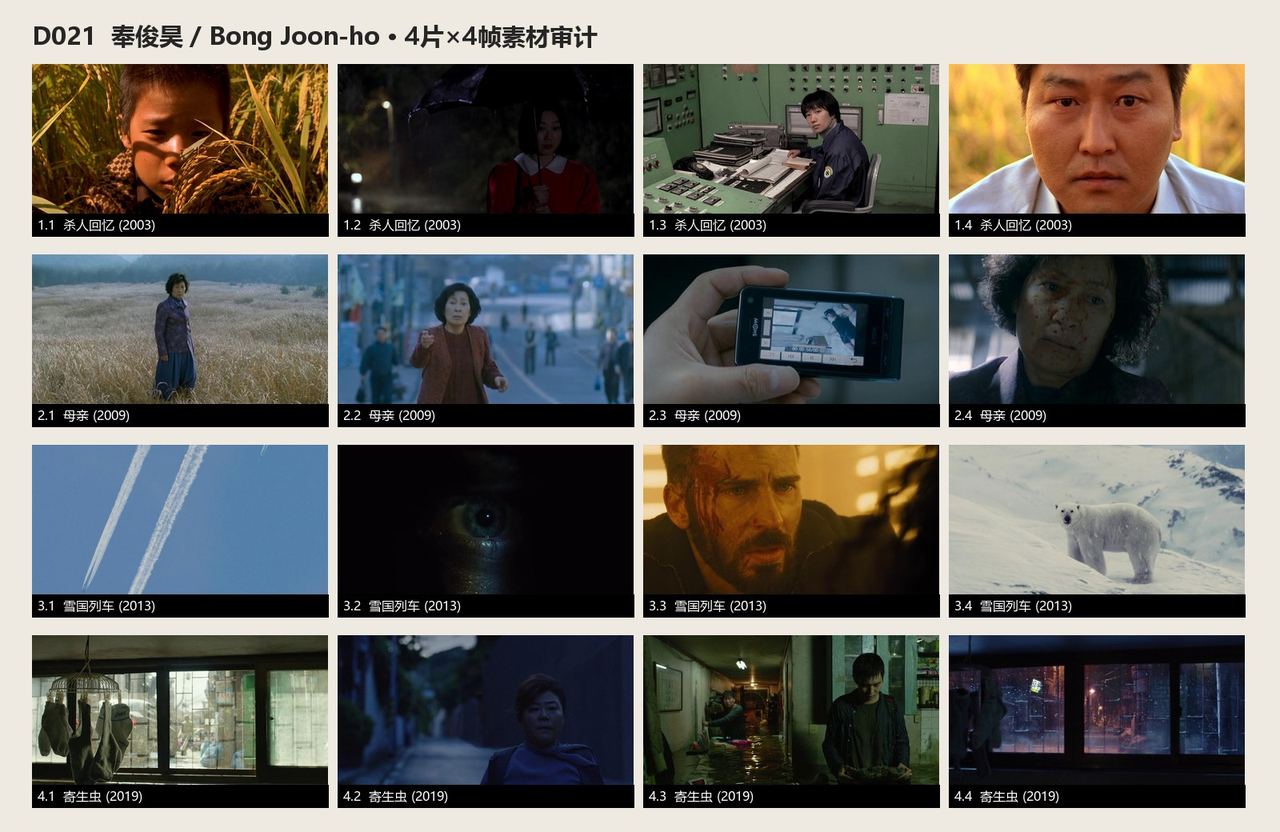 D021 奉俊昊 / Bong Joon-ho • 4片×4帧素材审计
1.1 杀人回忆 (2003)
1.2 杀人回忆 (2003)
1.3 杀人回忆 (2003)
1.4 杀人回忆 (2003)
2.1 母亲 (2009)
2.2 母亲 (2009)
2.3 母亲 (2009)
2.4 母亲 (2009)
3.1 雪国列车 (2013)
3.2 雪国列车 (2013)
3.3 雪国列车 (2013)
3.4 雪国列车 (2013)
4.1 寄生虫 (2019)
4.2 寄生虫 (2019)
4.3 寄生虫 (2019)
4.4 寄生虫 (2019)